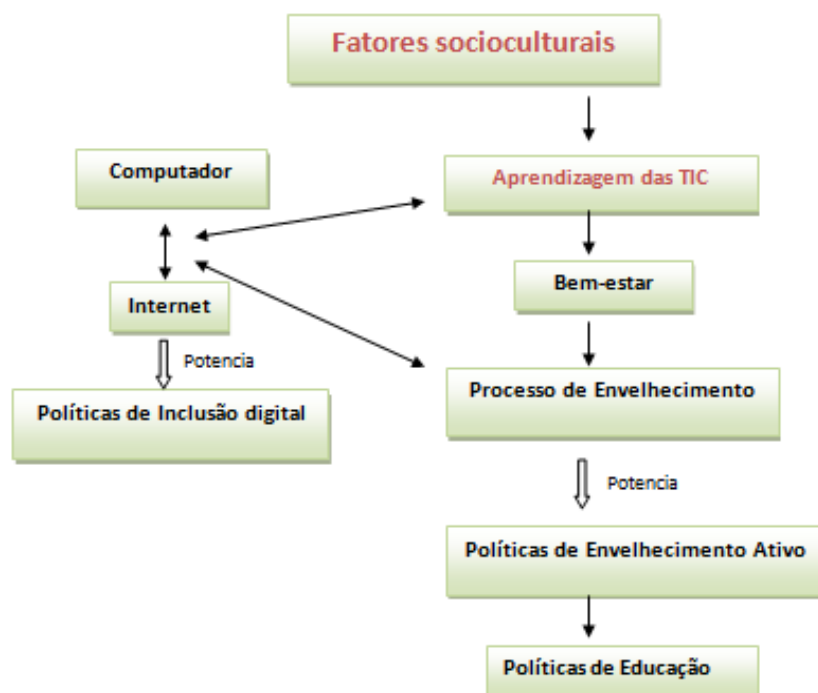 Fatores socioculturais
Computador
Aprendizagem das TIC
Bem-estar
Internet
Potencia
Processo de Envelhecimento
Políticas de Inclusão digital
Potencia
Políticas de Envelhecimento Ativo
Políticas de Educação